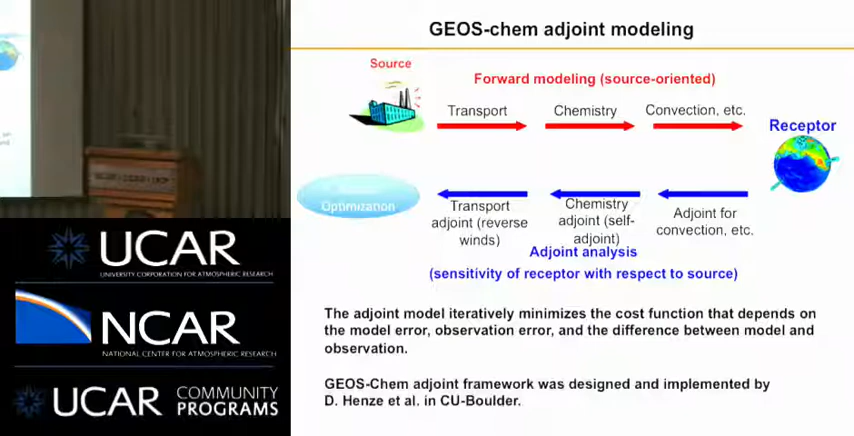 GEOS-chem adjoint modeling
Source
Forward modeling (source-oriented)
Transport
Chemistry
Convection, etc.
Receptor
Optimization
Transport
adjoint (reverse
winds)
Chemistry
adjoint (self-
adjoint)
Adjoint for
convection, etc.
Adjoint analysis
(sensitivity of receptor with respect to source)
The adjoint model iteratively minimizes the cost function that depends on
the model error, observation error, and the difference between model and
observation.
GEOS-Chem adjoint framework was designed and implemented by
D. Henze et al. in CU-Boulder.
UCAR
UNIVERSITY CORPORATION FOR ATMOSPHERIC RESEARCH
NCAR
NATIONAL CENTER FOR ATMOSPHERIC RESEARCH
UCAR
COMMUNITY
PROGRAMS